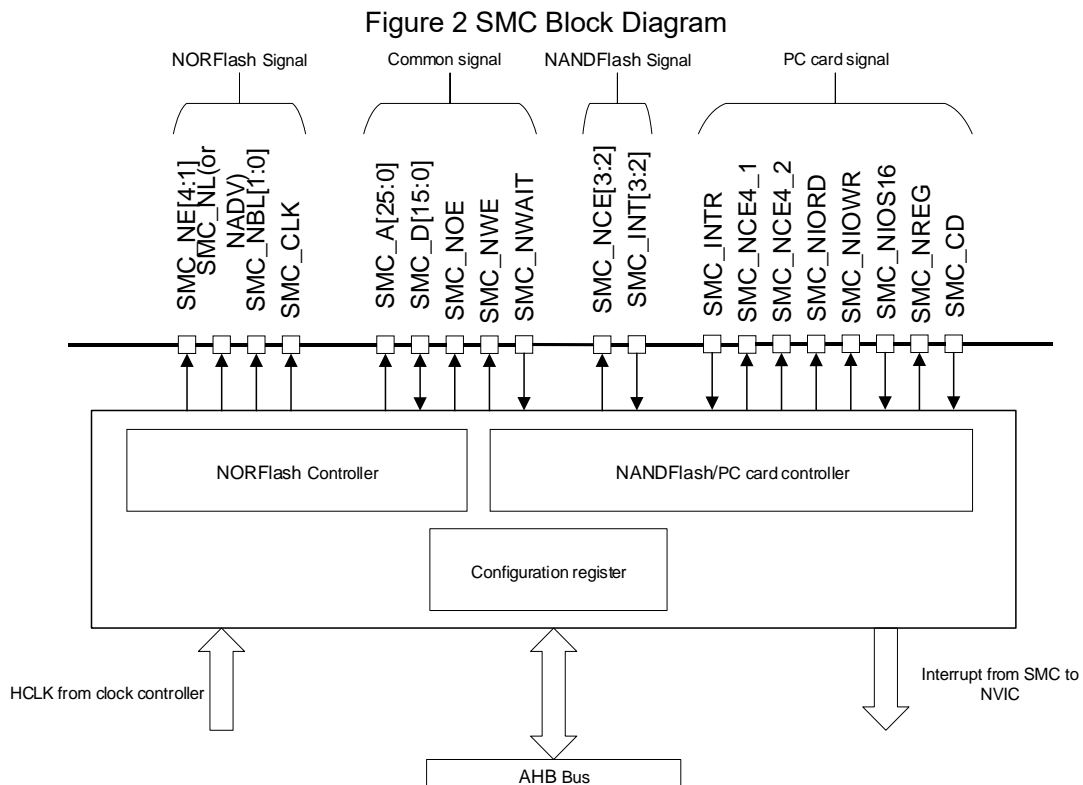 Figure 2 SMC Block Diagram
NORFlash Signal
Common signal
NANDFlash Signal
PC card signal
SMC_NE[4:1]
SMC_NL(or
NADV)
SMC_NBL[1:0]
SMC_CLK
SMC_A[25:0]
SMC_D[15:0]
SMC_NOE
SMC_NWE
SMC_NWAIT
SMC_NCE[3:2]
SMC_INT[3:2]
SMC_INTR
SMC_NCE4_1
SMC_NCE4_2
SMC_NIORD
SMC_NIOWR
SMC_NIOS16
SMC_NREG
SMC_CD
NORFlash Controller
NANDFlash/PC card controller
Configuration register
HCLK from clock controller
Interrupt from SMC to
NVIC
AHB Bus